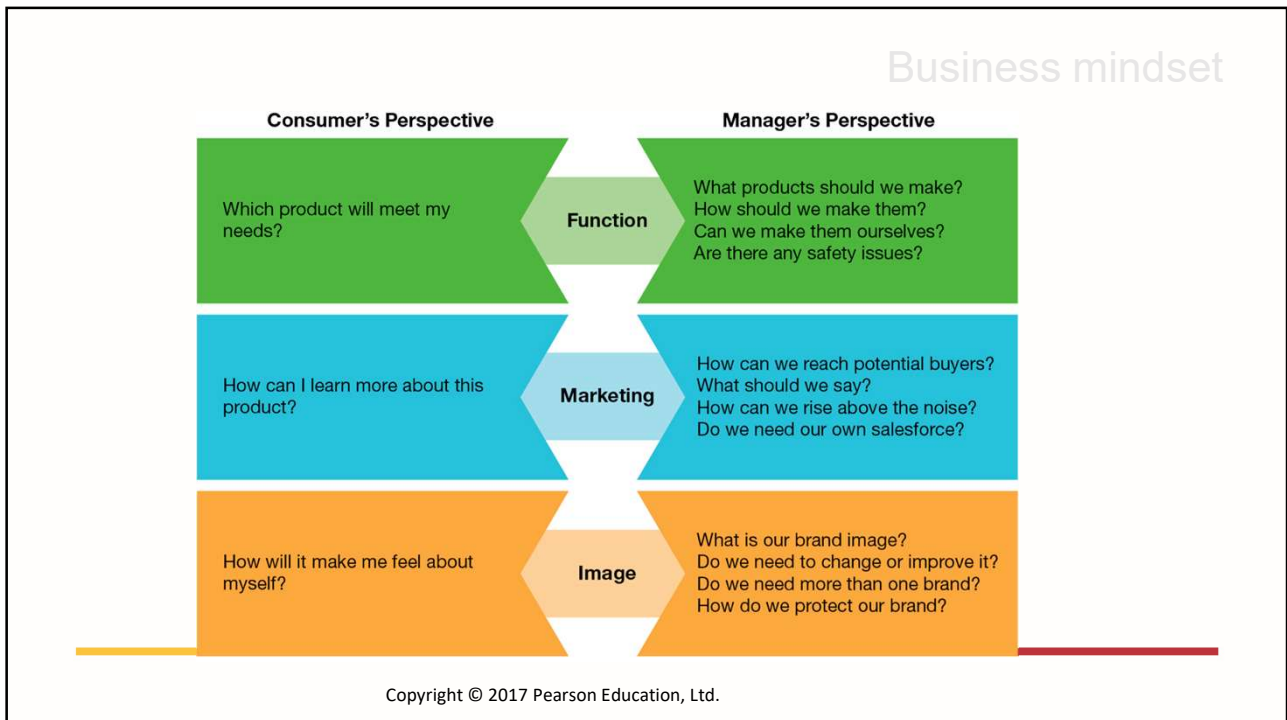 Business mindset
Consumer's Perspective
Manager's Perspective
Which product will meet my
needs?
Function
What products should we make?
How should we make them?
Can we make them ourselves?
Are there any safety issues?
How can I learn more about this
product?
Marketing
How can we reach potential buyers?
What should we say?
How can we rise above the noise?
Do we need our own salesforce?
How will it make me feel about
myself?
Image
What is our brand image?
Do we need to change or improve it?
Do we need more than one brand?
How do we protect our brand?
Copyright © 2017 Pearson Education, Ltd.